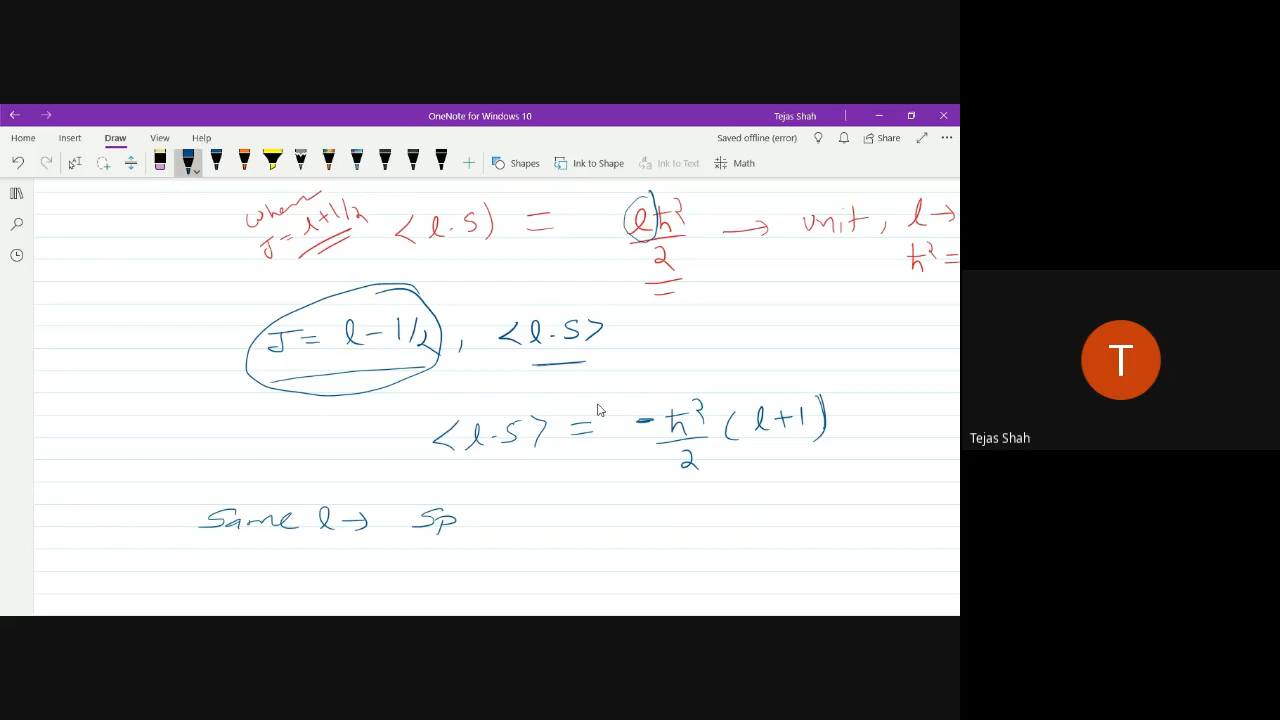 OneNote for Windows 10
Tejas Shah
Home Insert Draw View Help
Saved offline (error) Share
Shapes Ink to Shape Ink to Text Math
when
J = l+1/2 <l.S) = lħ²/2 → unit, l →
ħ² =
J = l - 1/2 , <l.S>
<l.S> = - ħ²/2 (l+1)
Same l → Sp
T
Tejas Shah